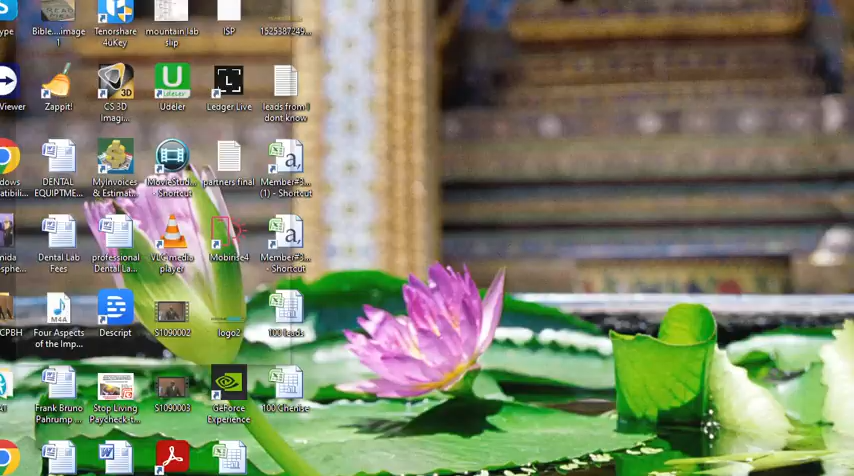 ype
Bible....image
1
Tenorshare
4uKey
mountain lab
slip
ISP
1525387249...
Viewer
Zappit!
CS 3D
Imagi...
Udeler
Ledger Live
leads from I
dont know
dows
atibili...
DENTAL
EQUIPTME...
MyInvoices
& Estimat...
iMovieStud...
- Shortcut
partners final
Member#3...
(1) - Shortcut
mida
osphe...
Dental Lab
Fees
professional
Dental La...
VLC media
player
Mobirise4
Member#3...
- Shortcut
CPBH
Four Aspects
of the Imp...
Descript
S1090002
logo2
100 leads
Frank Bruno
Pahrump...
Stop Living
Paycheck-t...
S1090003
GeForce
Experience
100 Chenise